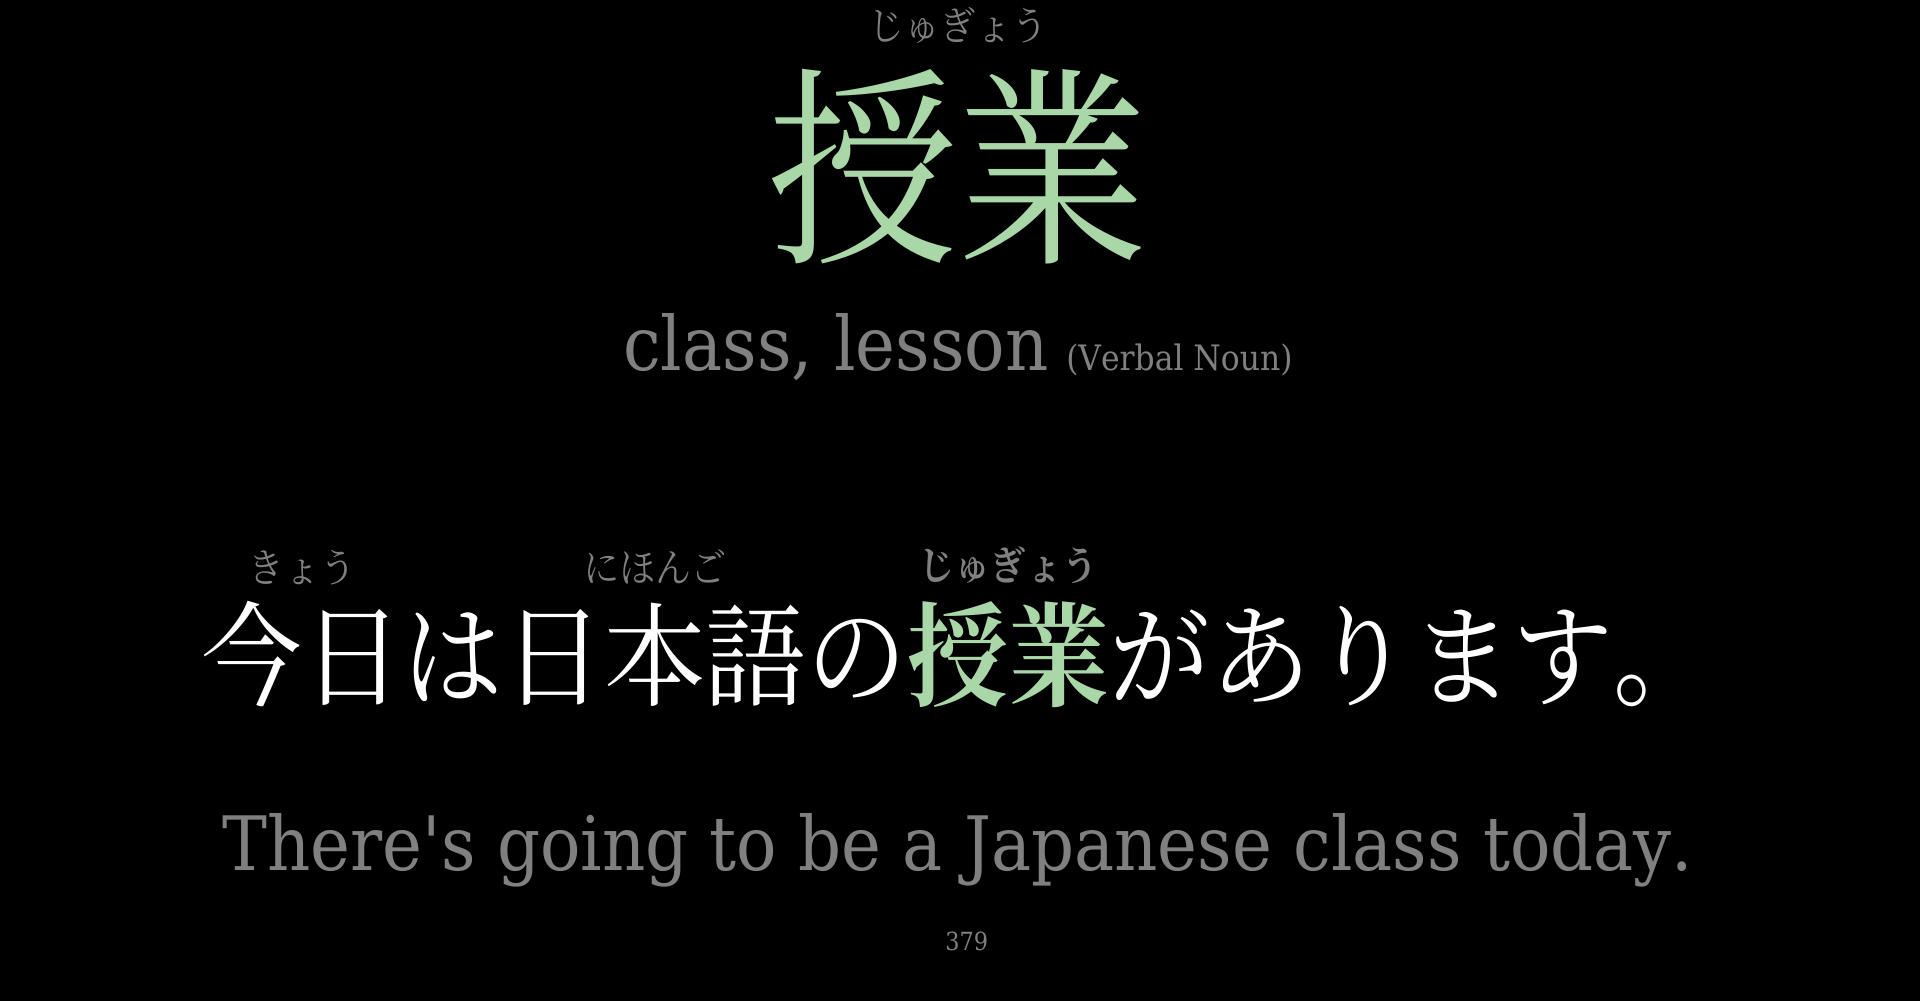 じゅぎょう
授業
class, lesson (Verbal Noun)
きょう にほんご じゅぎょう
今日は日本語の授業があります。
There's going to be a Japanese class today.
379